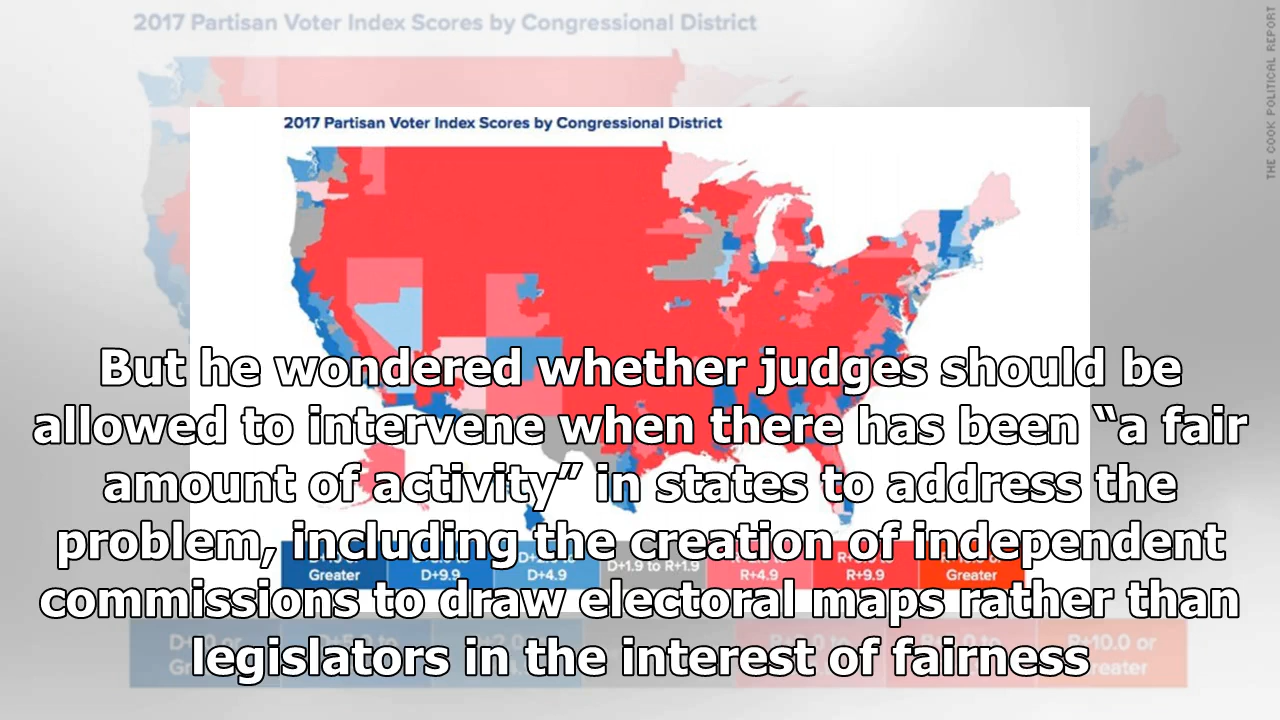 2017 Partisan Voter Index Scores by Congressional District
THE COOK POLITICAL REPORT
2017 Partisan Voter Index Scores by Congressional District
But he wondered whether judges should be
allowed to intervene when there has been “a fair
amount of activity” in states to address the
problem, including the creation of independent
Greater
D+9.9
D+4.9
D+1.9 to R+1.9
R+4.9
R+9.9
Greater
commissions to draw electoral maps rather than
legislators in the interest of fairness
R+10.0 or